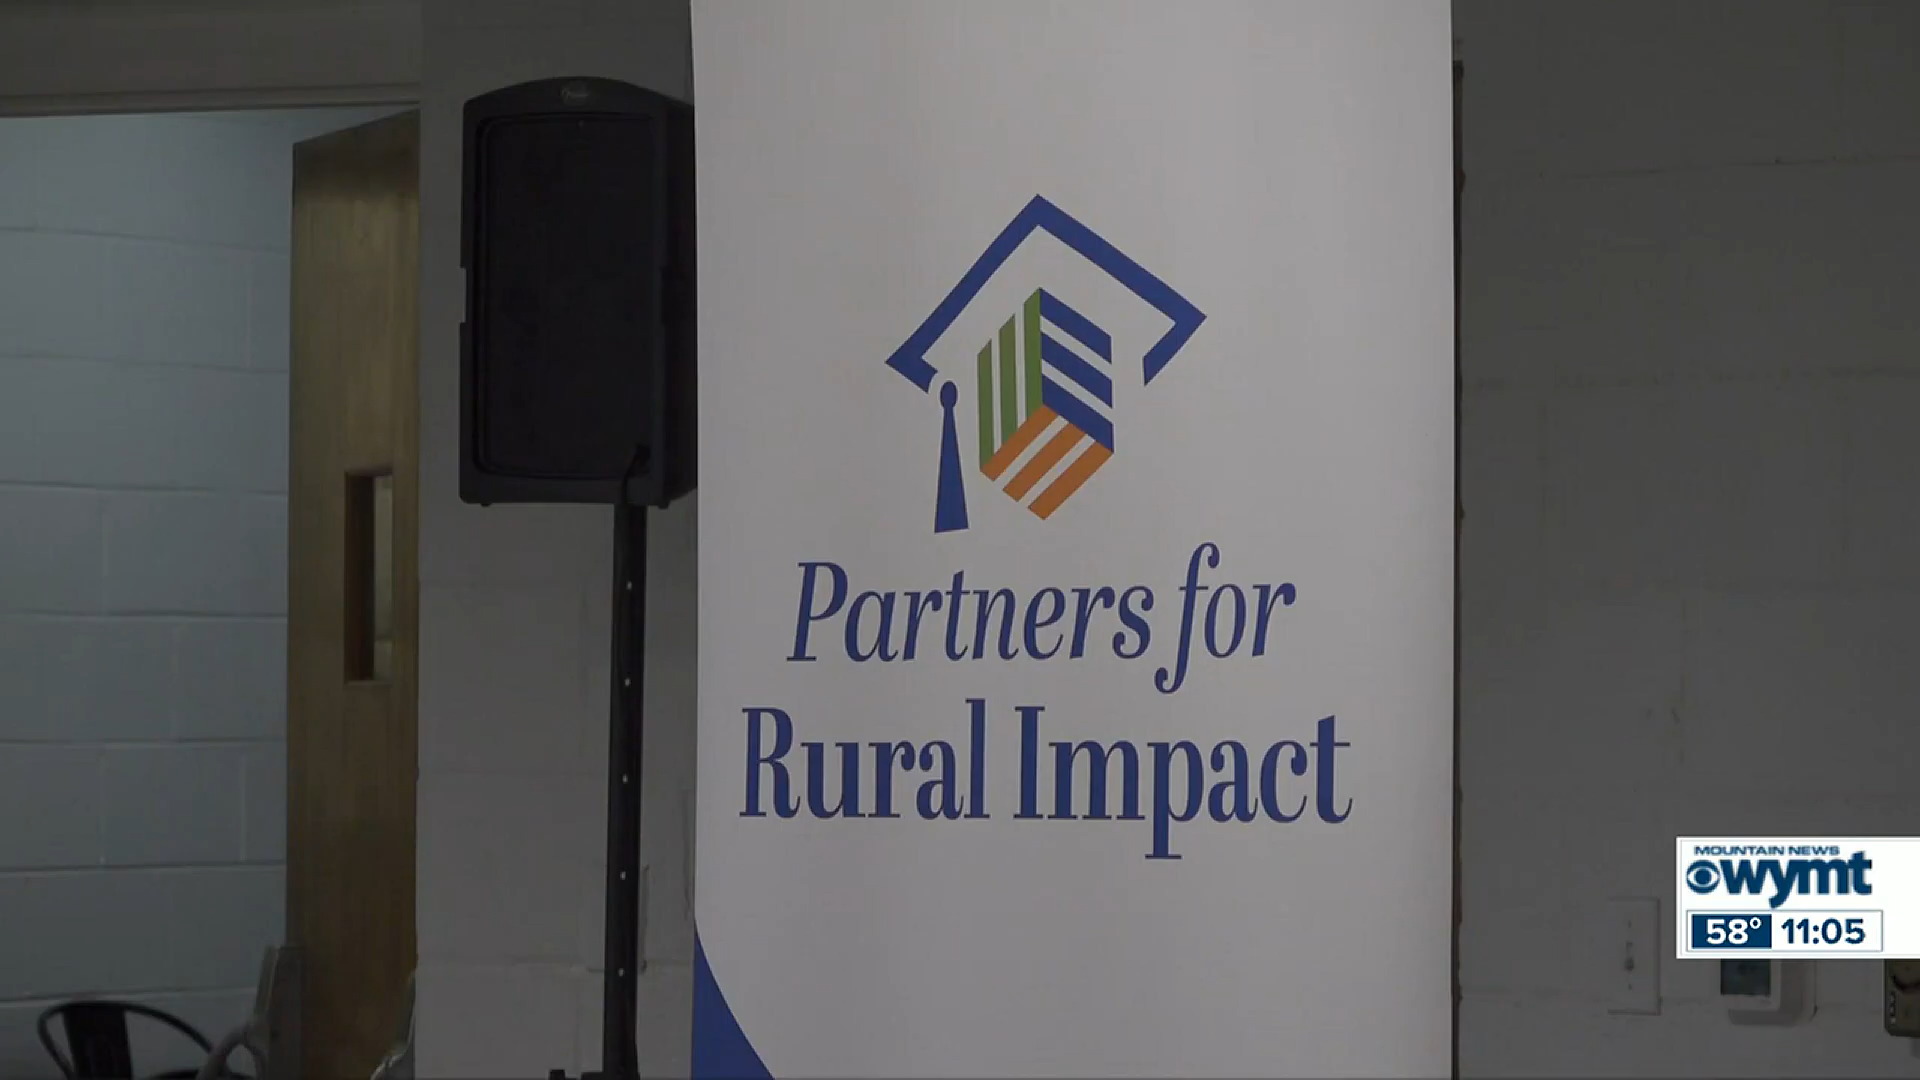 Partners for
Rural Impact
MOUNTAIN NEWS
wymt
58° 11:05